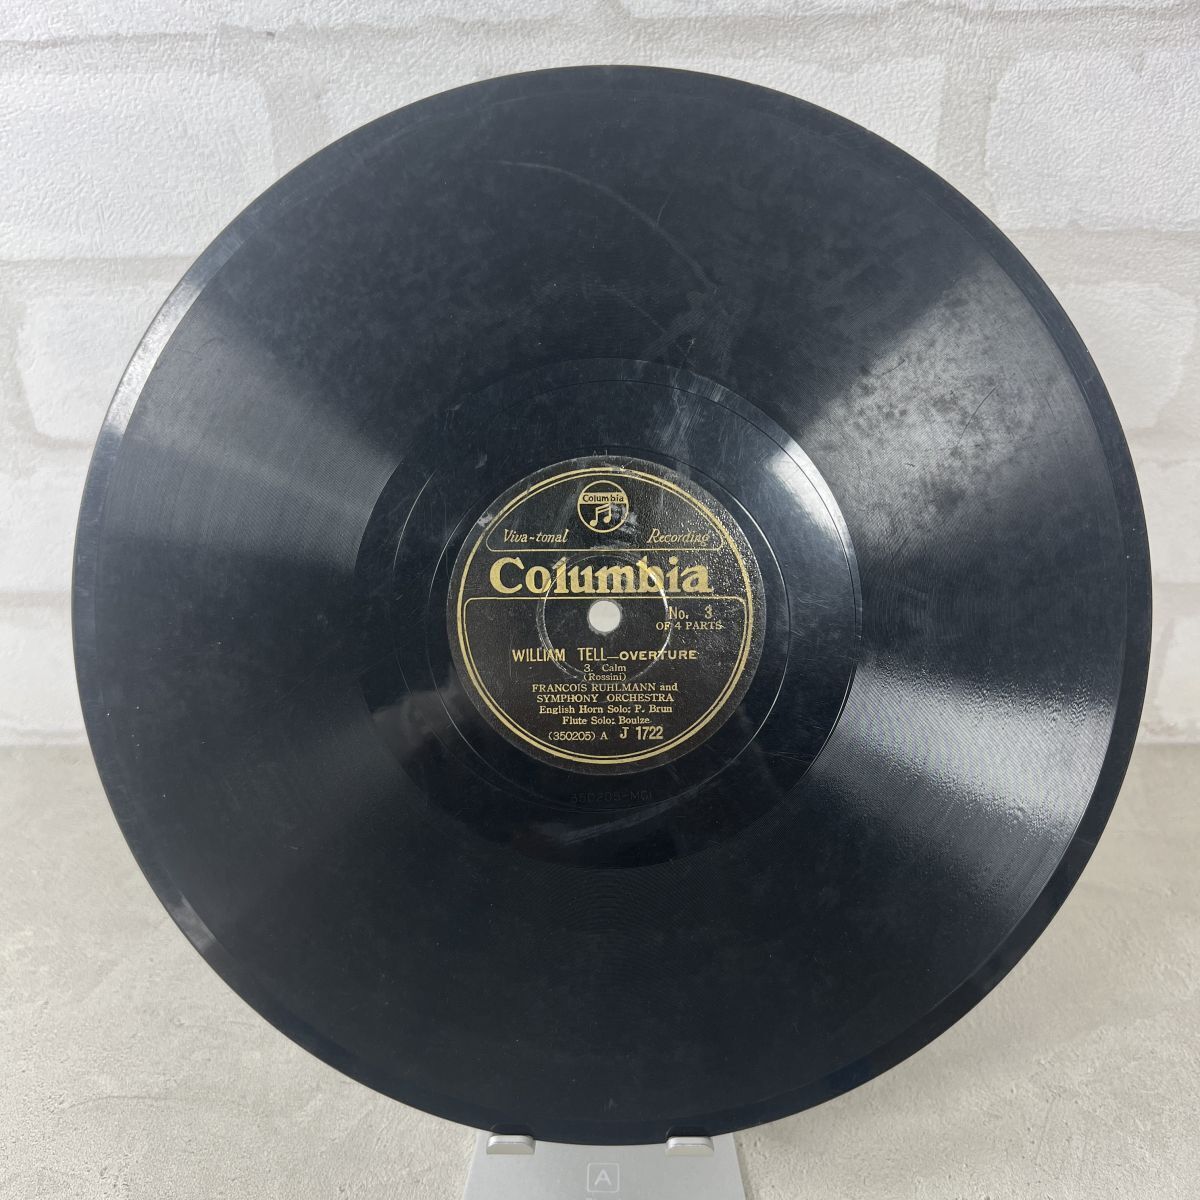 Columbia
Viva-tonal Recording
Columbia
No. 3
OF 4 PARTS
WILLIAM TELL—OVERTURE
3. Calm
(Rossini)
FRANCOIS RUHLMANN and
SYMPHONY ORCHESTRA
English Horn Solo: P. Brun
Flute Solo: Boulze
(350205) A J 1722
A